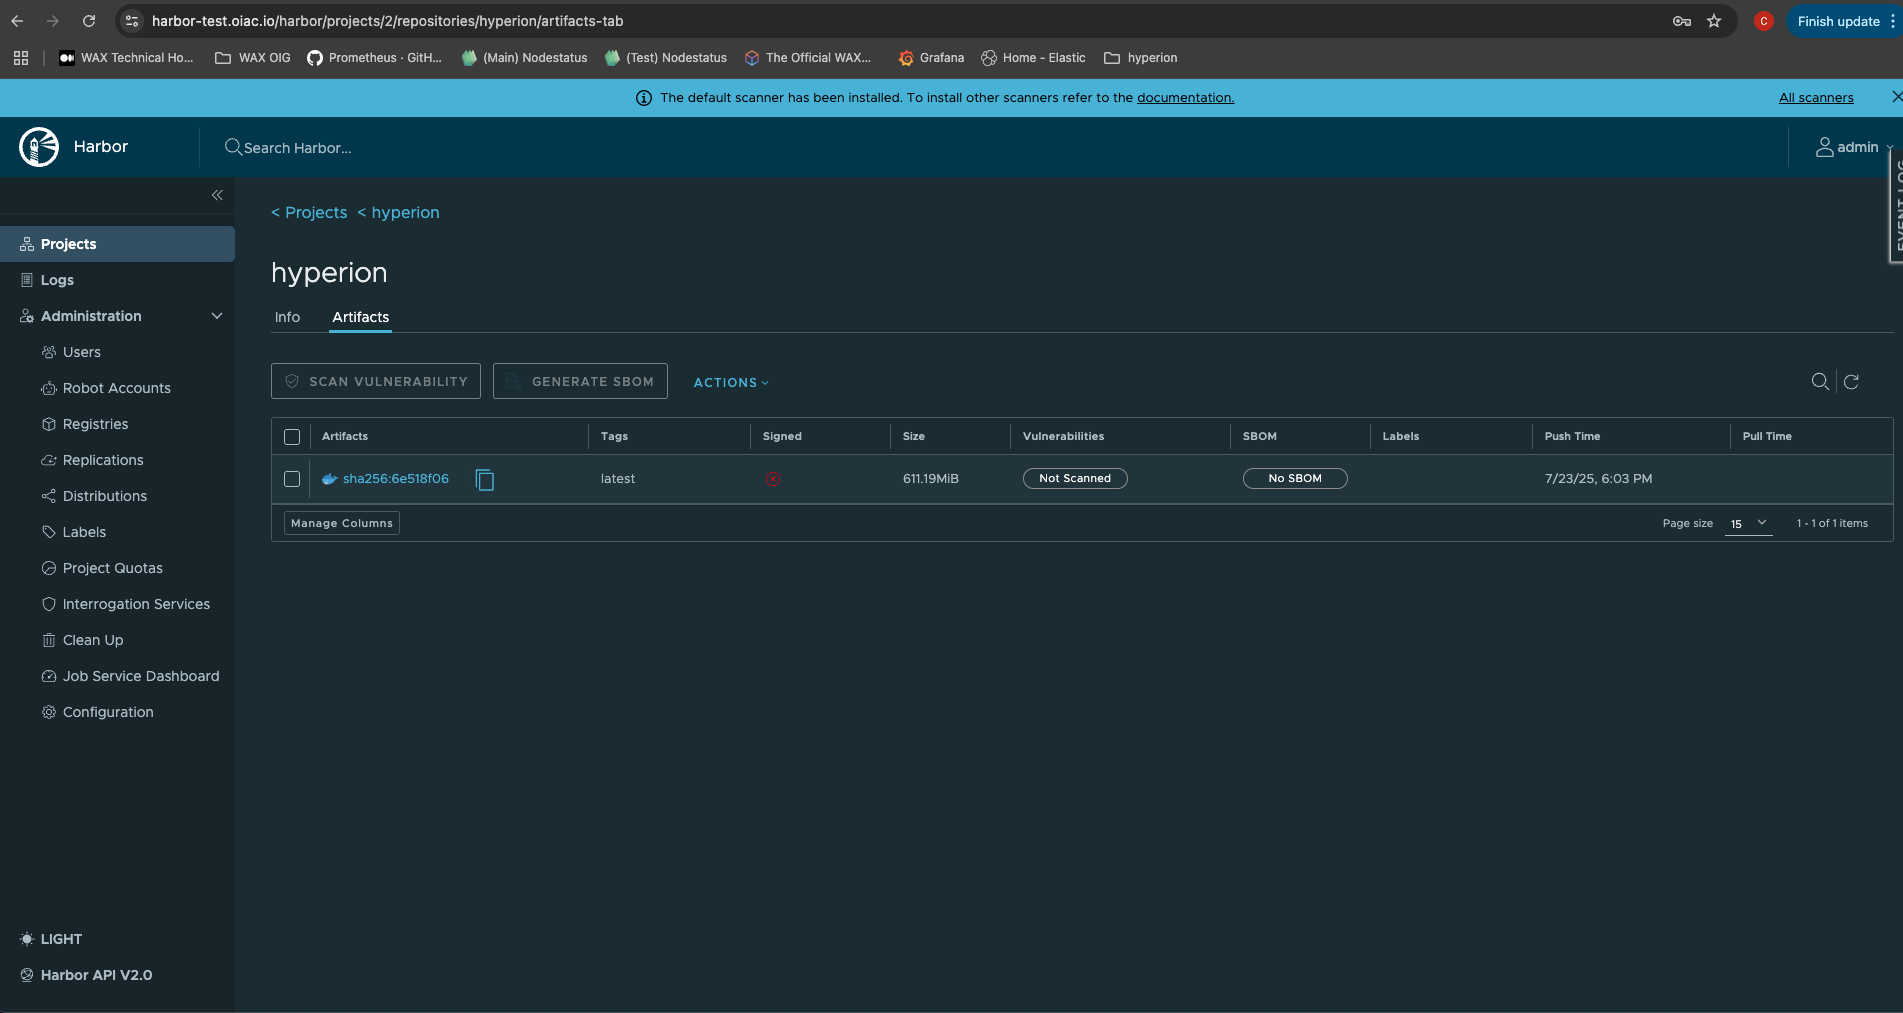 harbor-test.oiac.io/harbor/projects/2/repositories/hyperion/artifacts-tab
C
Finish update
WAX Technical Ho...
WAX OIG
Prometheus · GitH...
(Main) Nodestatus
(Test) Nodestatus
The Official WAX...
Grafana
Home - Elastic
hyperion
The default scanner has been installed. To install other scanners refer to the documentation.
All scanners
Harbor
Search Harbor...
admin
EVENT LOG
Projects
Logs
Administration
Users
Robot Accounts
Registries
Replications
Distributions
Labels
Project Quotas
Interrogation Services
Clean Up
Job Service Dashboard
Configuration
LIGHT
Harbor API V2.0
< Projects < hyperion
hyperion
Info Artifacts
SCAN VULNERABILITY GENERATE SBOM ACTIONS
Artifacts Tags Signed Size Vulnerabilities SBOM Labels Push Time Pull Time
sha256:6e518f06 latest 611.19MiB Not Scanned No SBOM 7/23/25, 6:03 PM
Manage Columns Page size 15 1 - 1 of 1 items